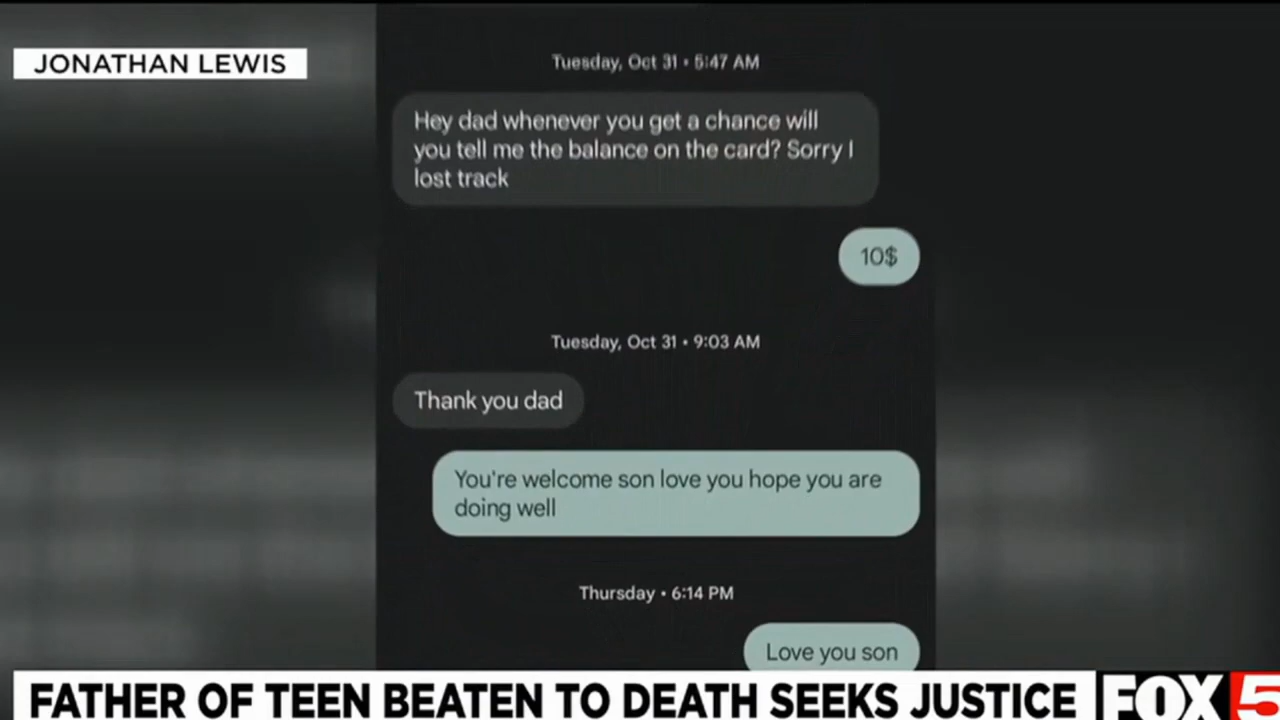 JONATHAN LEWIS
Tuesday, Oct 31 • 5:47 AM
Hey dad whenever you get a chance will
you tell me the balance on the card? Sorry I
lost track
10$
Tuesday, Oct 31 • 9:03 AM
Thank you dad
You're welcome son love you hope you are
doing well
Thursday • 6:14 PM
Love you son
FATHER OF TEEN BEATEN TO DEATH SEEKS JUSTICE
FOX 5